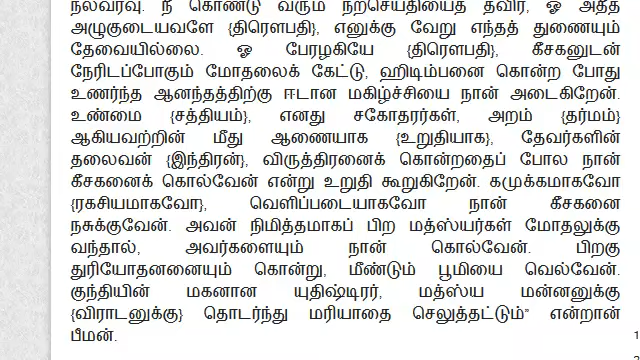 நல்வரவு. நீ கொண்டு வரும் நற்செய்தியைத் தவிர, ஓ அதீத
அழுகுடையவளே {திரௌபதி}, எனுக்கு வேறு எந்தத் துணையும்
தேவையில்லை. ஓ பேரழகியே {திரௌபதி}, கீசகனுடன்
நேரிடப்போகும் மோதலைக் கேட்டு, ஹிடிம்பனை கொன்ற போது
உணர்ந்த ஆனந்தத்திற்கு ஈடான மகிழ்ச்சியை நான் அடைகிறேன்.
உண்மை {சத்தியம்}, எனது சகோதரர்கள், அறம் {தர்மம்}
ஆகியவற்றின் மீது ஆணையாக {உறுதியாக}, தேவர்களின்
தலைவன் {இந்திரன்}, விருத்திரனைக் கொன்றதைப் போல நான்
கீசகனைக் கொல்வேன் என்று உறுதி கூறுகிறேன். கமுக்கமாகவோ
{ரகசியமாகவோ}, வெளிப்படையாகவோ நான் கீசகனை
நசுக்குவேன். அவன் நிமித்தமாகப் பிற மத்ஸ்யர்கள் மோதலுக்கு
வந்தால், அவர்களையும் நான் கொல்வேன். பிறகு
துரியோதனனையும் கொன்று, மீண்டும் பூமியை வெல்வேன்.
குந்தியின் மகனான யுதிஷ்டிரர், மத்ஸ்ய மன்னனுக்கு
{விராடனுக்கு} தொடர்ந்து மரியாதை செலுத்தட்டும்” என்றான்
பீமன்.
1